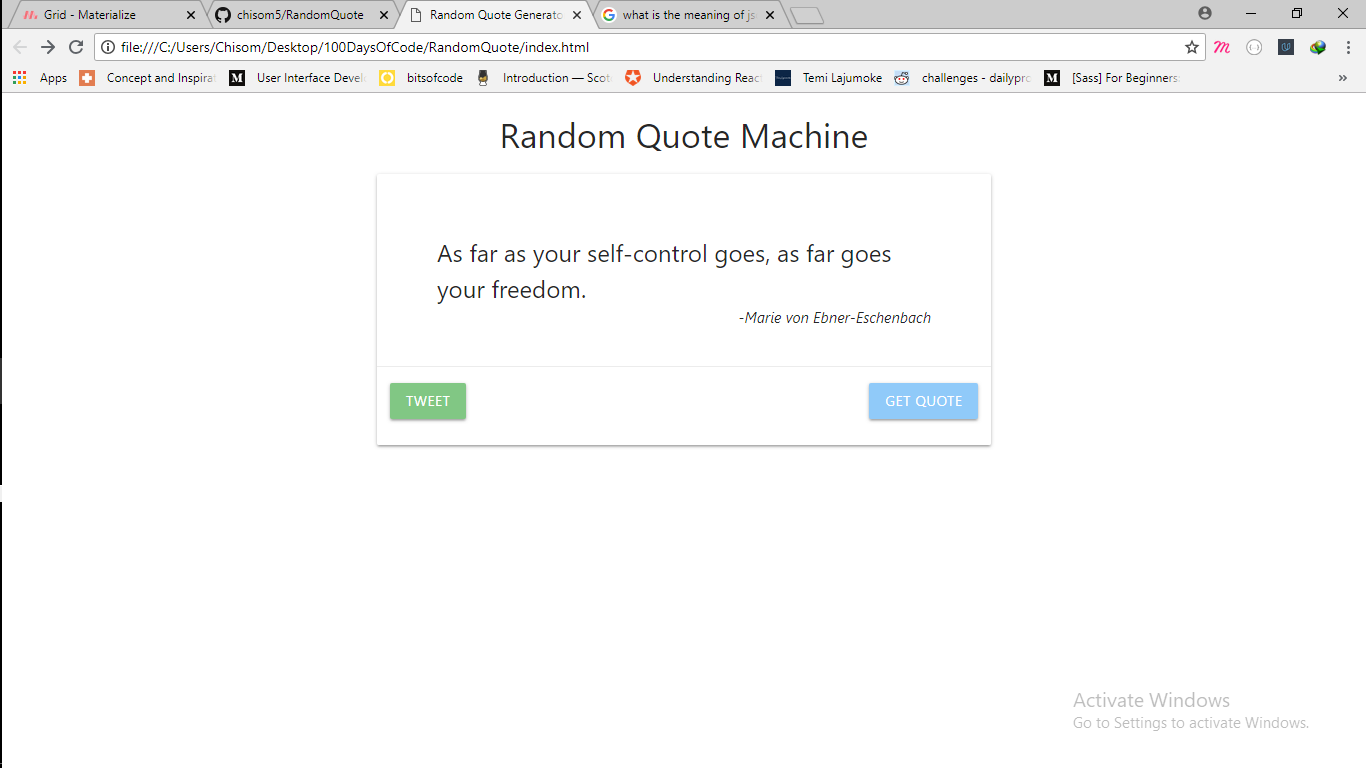 Grid - Materialize
chisom5/RandomQuote
Random Quote Generato
what is the meaning of js
file:///C:/Users/Chisom/Desktop/100DaysOfCode/RandomQuote/index.html
Apps
Concept and Inspirat
User Interface Devel
bitsofcode
Introduction — Scot
Understanding Reac
Temi Lajumoke
challenges - dailypro
[Sass] For Beginners:
Random Quote Machine
As far as your self-control goes, as far goes
your freedom.
-Marie von Ebner-Eschenbach
TWEET
GET QUOTE
Activate Windows
Go to Settings to activate Windows.